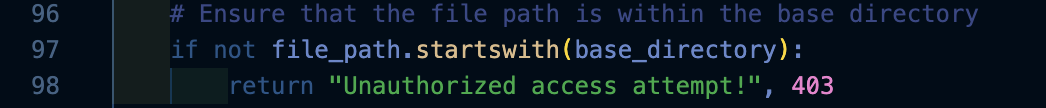 96 # Ensure that the file path is within the base directory
97 if not file_path.startswith(base_directory):
98 return "Unauthorized access attempt!", 403